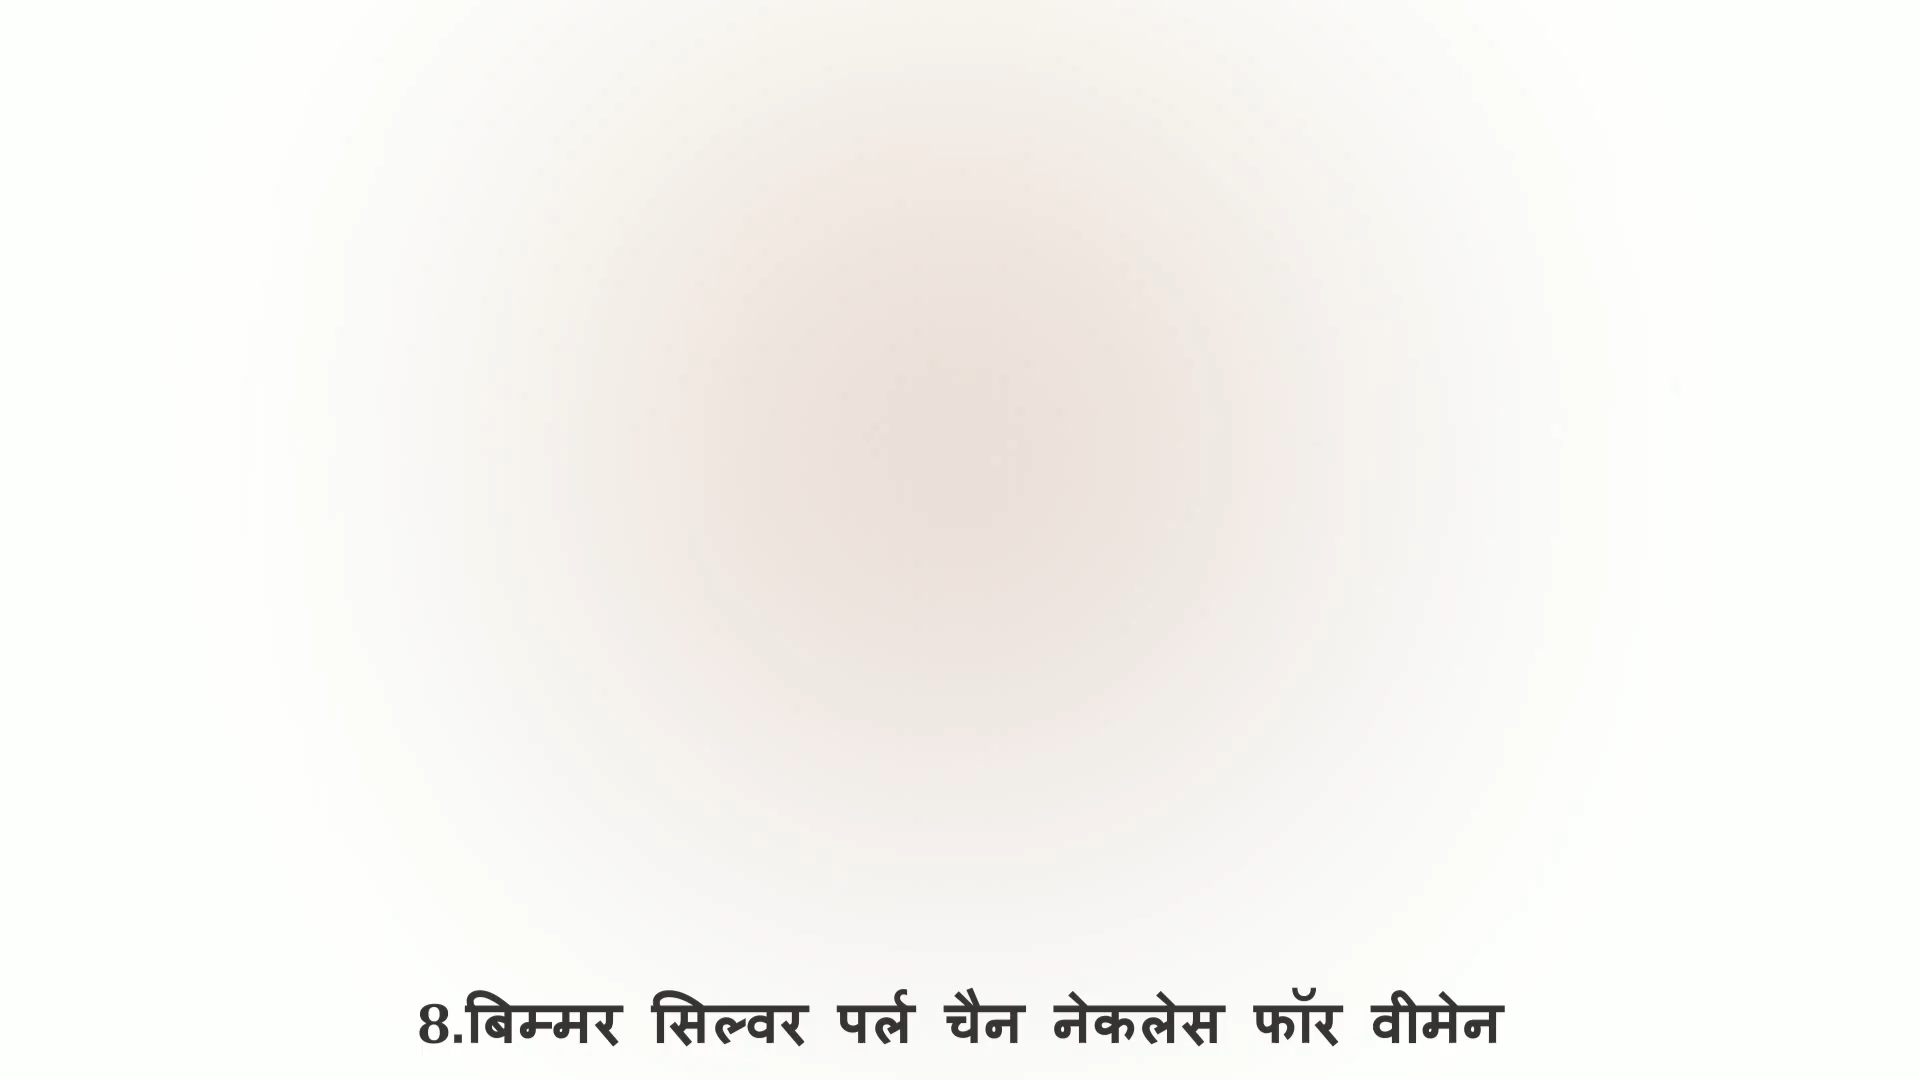 8.बिम्मर सिल्वर पर्ल चैन नेकलेस फॉर वीमेन